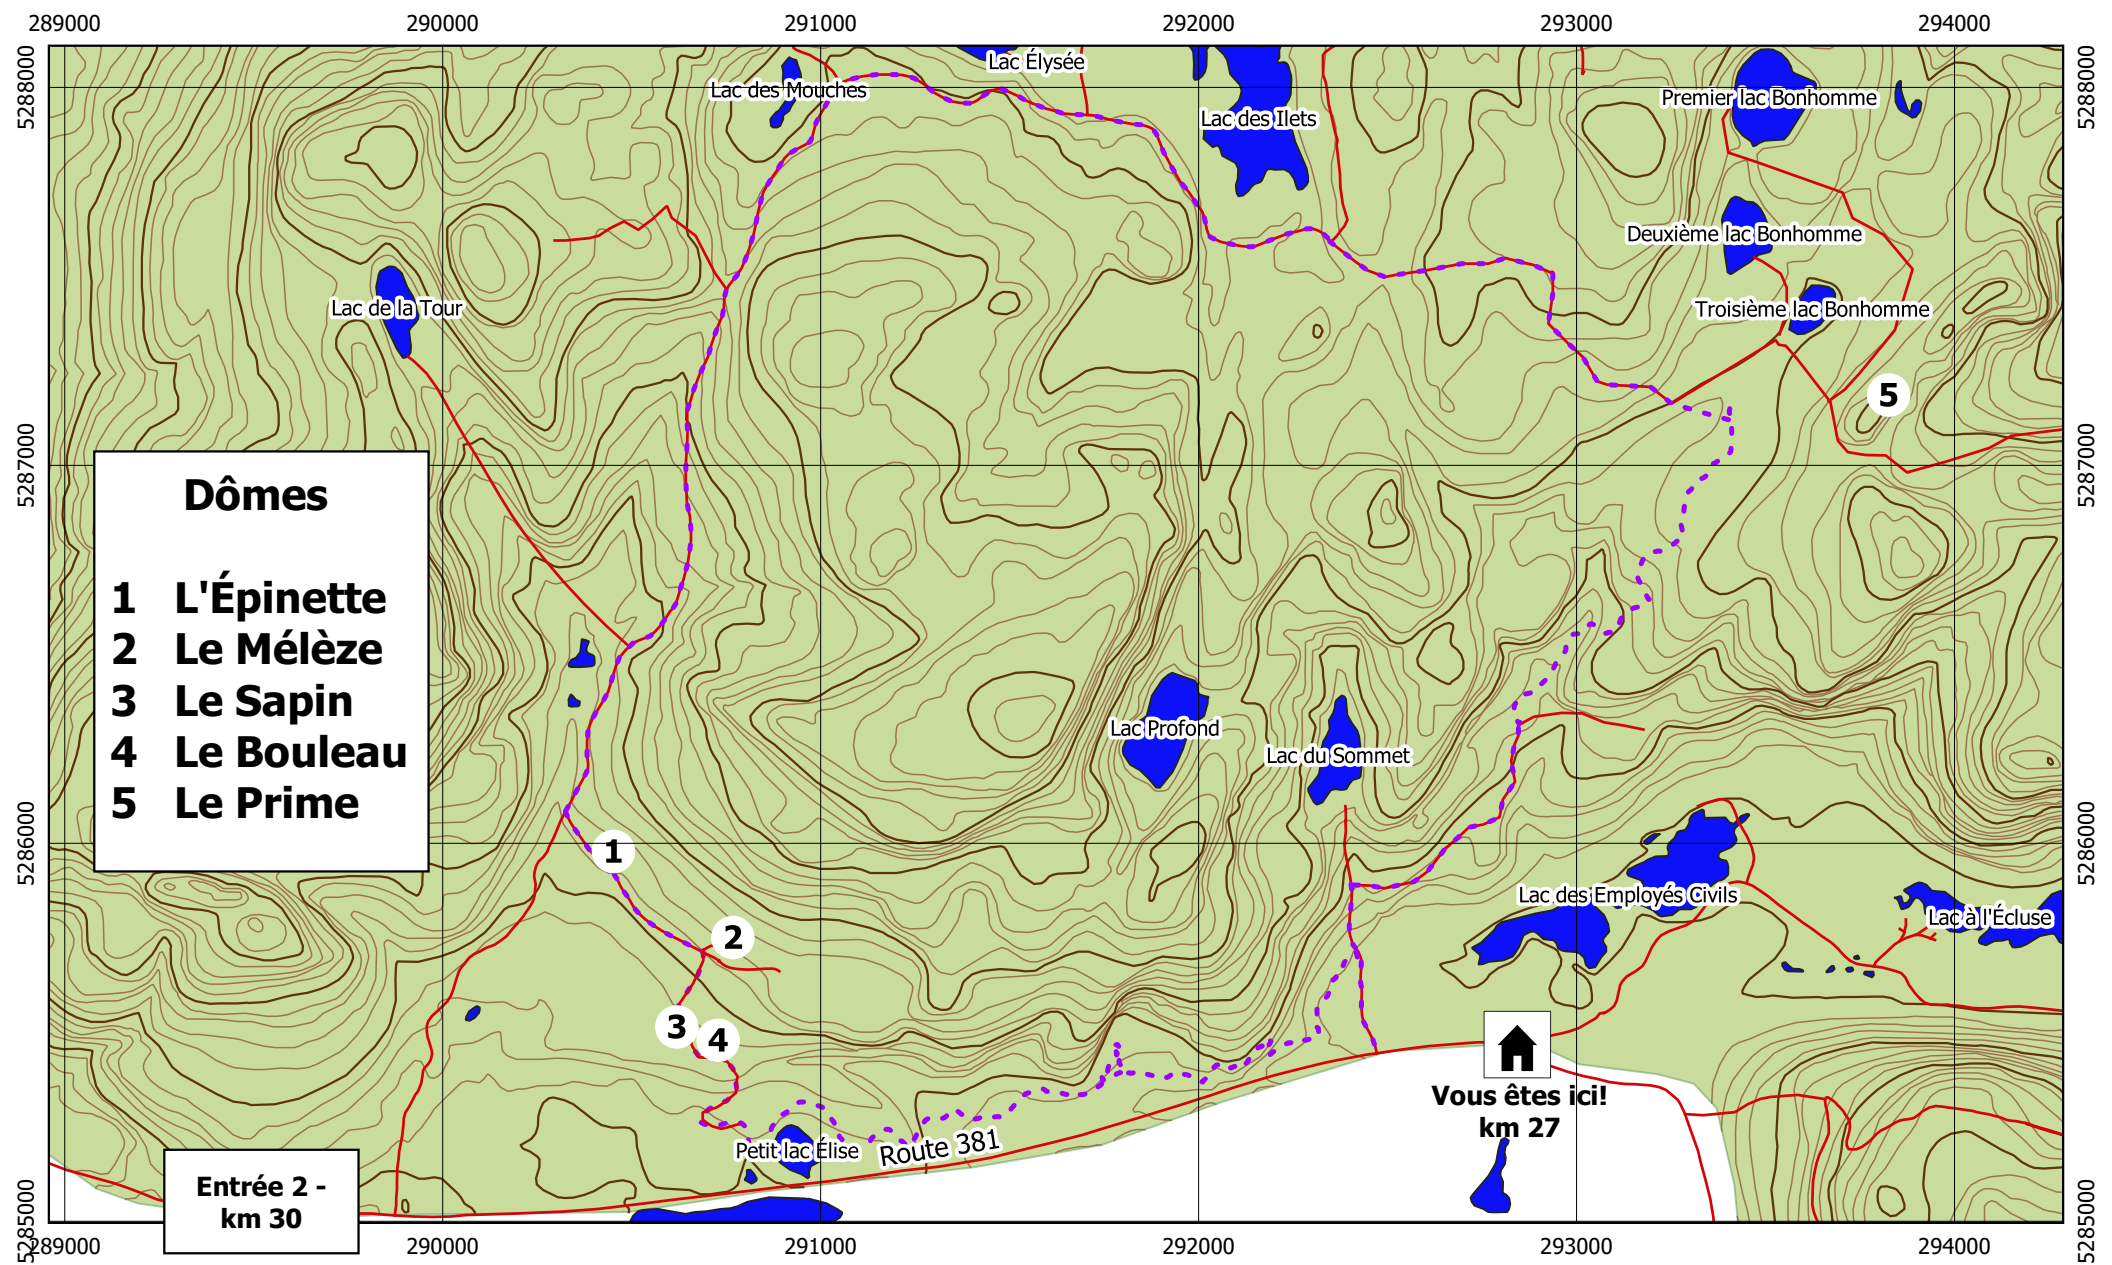 289000 290000 291000 292000 293000 294000
5288000
5288000
Lac Élysée
Lac des Mouches
Lac des Ilets
Premier lac Bonhomme
Deuxième lac Bonhomme
Lac de la Tour
Troisième lac Bonhomme
5
5287000
5287000
Dômes
1 L'Épinette
2 Le Mélèze
3 Le Sapin
4 Le Bouleau
5 Le Prime
Lac Profond
Lac du Sommet
5286000
5286000
1
Lac des Employés Civils
Lac à l'Écluse
2
3
4
Vous êtes ici!
km 27
Petit lac Élise
Route 381
Entrée 2 -
km 30
5285000
5285000
289000 290000 291000 292000 293000 294000